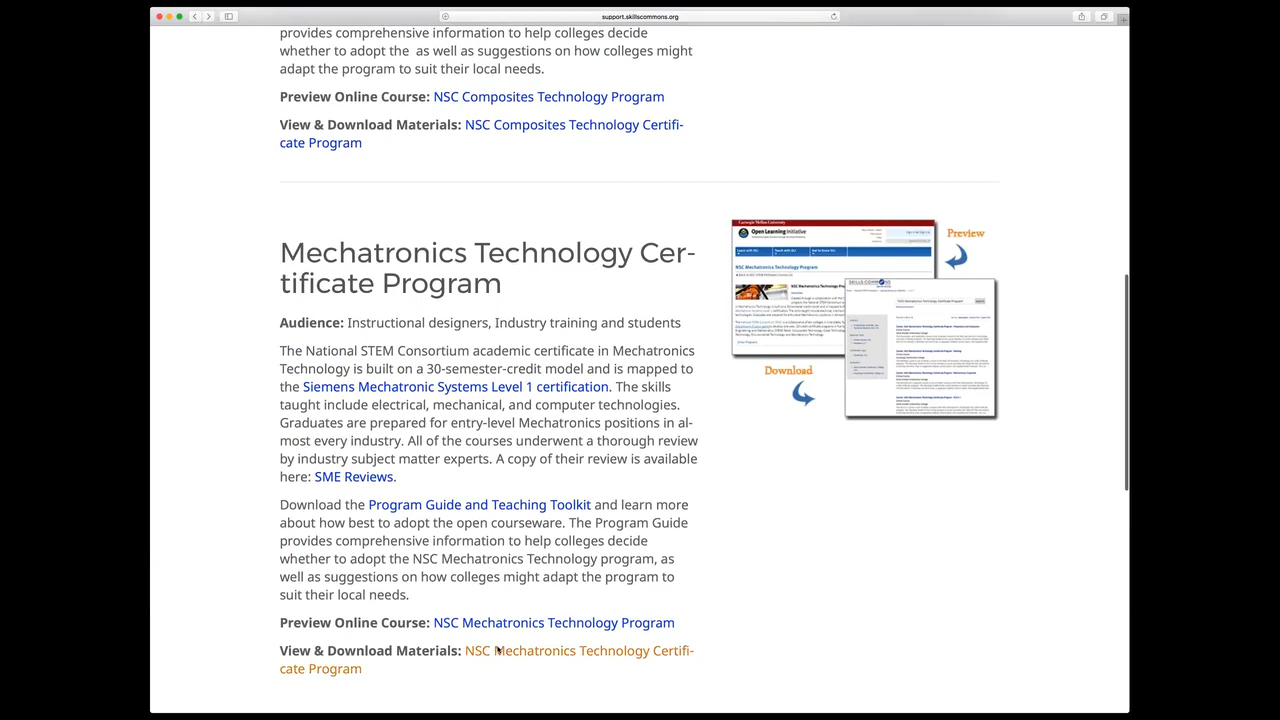 support.skillscommons.org
provides comprehensive information to help colleges decide
whether to adopt the as well as suggestions on how colleges might
adapt the program to suit their local needs.
Preview Online Course: NSC Composites Technology Program
View & Download Materials: NSC Composites Technology Certifi-
cate Program
Mechatronics Technology Cer-
tificate Program
Audience: Instructional designers, industry training and students
The National STEM Consortium academic certificate in Mechatronics
Technology is built on a 30-semester-credit model and is mapped to
the Siemens Mechatronic Systems Level 1 certification. The skills
taught include electrical, mechanical, and computer technologies.
Graduates are prepared for entry-level Mechatronics positions in al-
most every industry. All of the courses underwent a thorough review
by industry subject matter experts. A copy of their review is available
here: SME Reviews.
Download the Program Guide and Teaching Toolkit and learn more
about how best to adopt the open courseware. The Program Guide
provides comprehensive information to help colleges decide
whether to adopt the NSC Mechatronics Technology program, as
well as suggestions on how colleges might adapt the program to
suit their local needs.
Preview Online Course: NSC Mechatronics Technology Program
View & Download Materials: NSC Mechatronics Technology Certifi-
cate Program
Carnegie Mellon University
Open Learning Initiative
NSC Mechatronics Technology Program
Preview
SKILLS COMMONS
Download